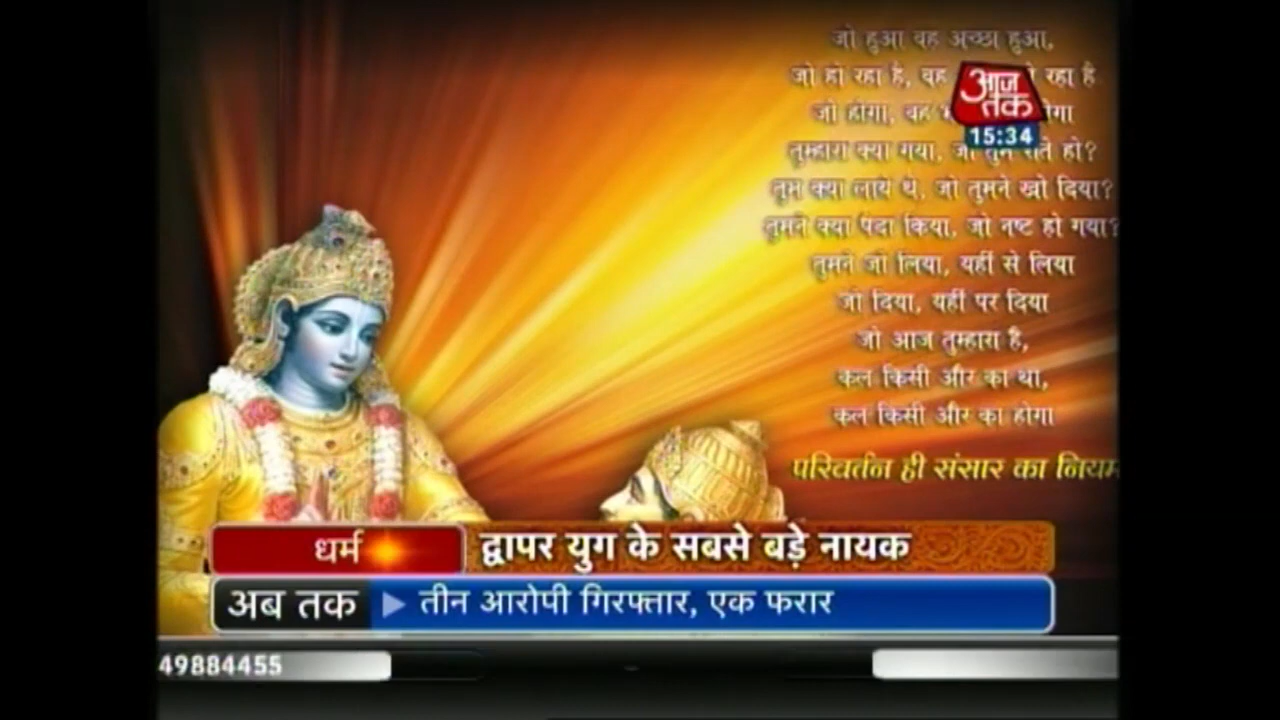 जो हुआ वह अच्छा हुआ,
जो हो रहा है, वह रहा है
जो होगा, वह
तुम्हारा क्या गया, जो तुम रोते हो?
तुम क्या लाये थे, जो तुमने खो दिया?
तुमने क्या पैदा किया, जो नष्ट हो गया?
तुमने जो लिया, यहीं से लिया
जो दिया, यहीं पर दिया
जो आज तुम्हारा है,
कल किसी और का था,
कल किसी और का होगा
परिवर्तन ही संसार का नियम
आज
तक
15:34
धर्म
द्वापर युग के सबसे बड़े नायक
अब तक
तीन आरोपी गिरफ्तार, एक फरार
49884455